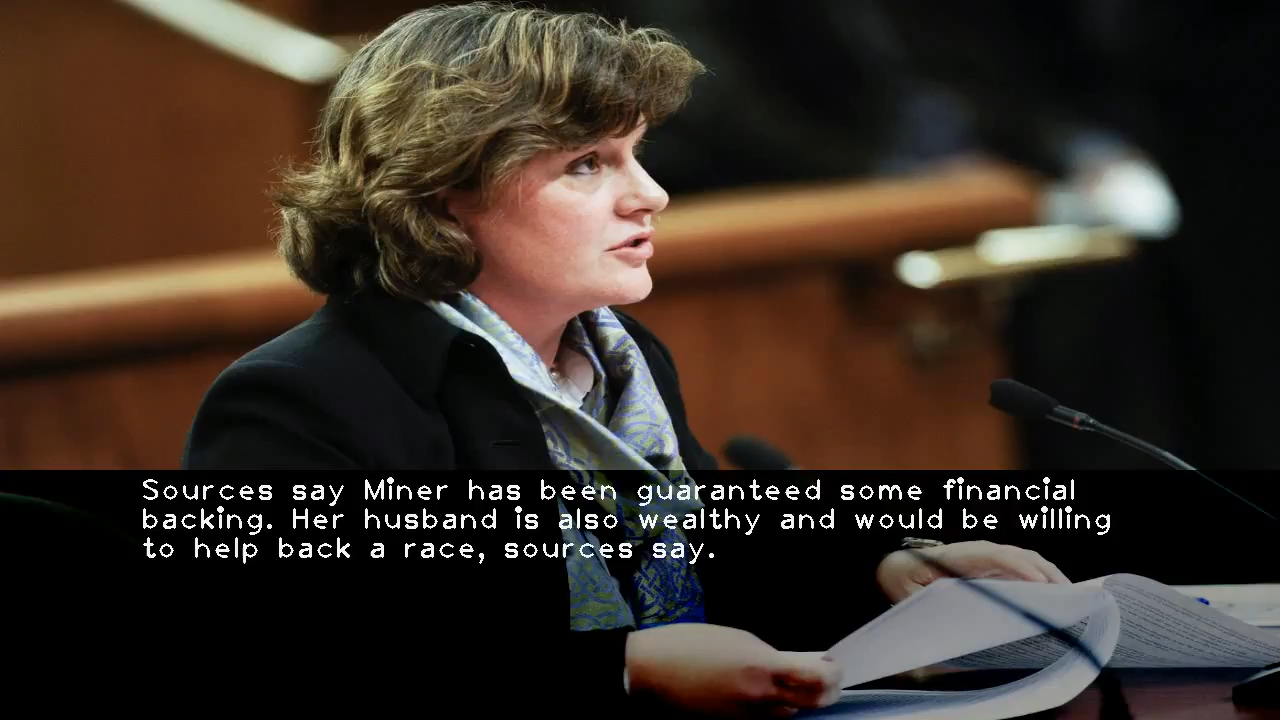 Sources say Miner has been guaranteed some financial
backing. Her husband is also wealthy and would be willing
to help back a race, sources say.